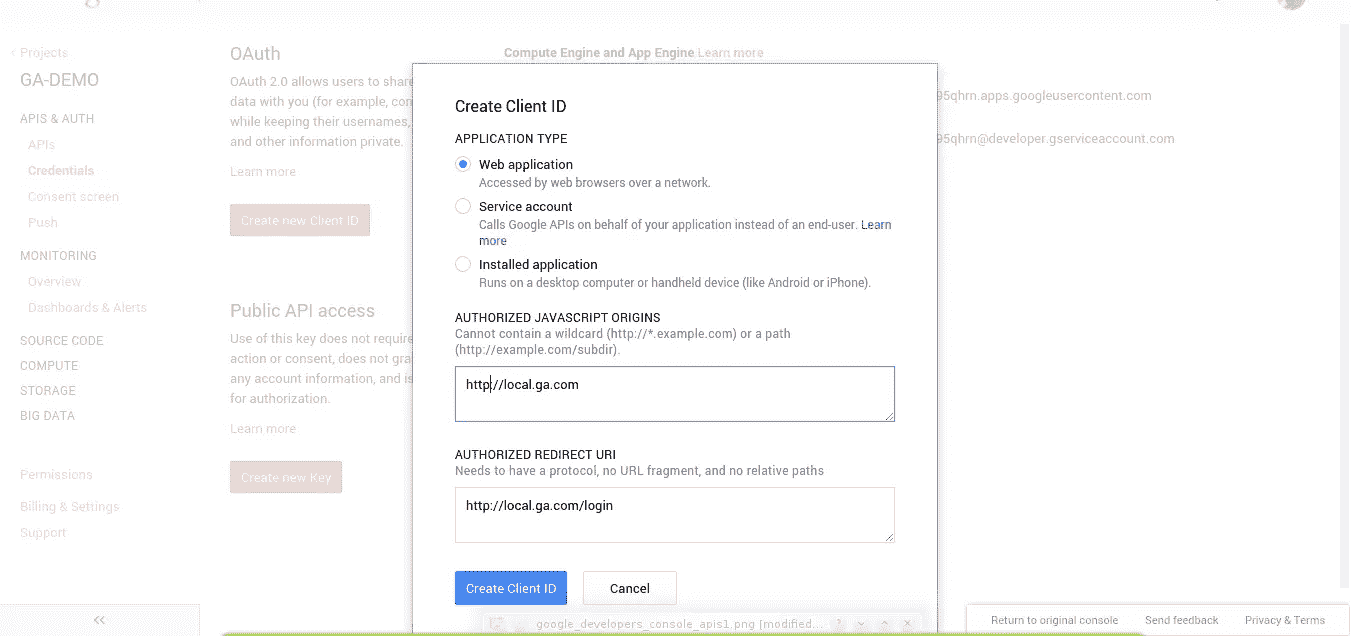 ‹ Projects
GA-DEMO
APIS & AUTH
APIs
Credentials
Consent screen
Push
MONITORING
Overview
Dashboards & Alerts
SOURCE CODE
COMPUTE
STORAGE
BIG DATA
Permissions
Billing & Settings
Support
«
OAuth
OAuth 2.0 allows users to share
data with you (for example, con
while keeping their usernames,
and other information private.
Learn more
Create new Client ID
Public API access
Use of this key does not require
action or consent, does not gra
any account information, and is
for authorization.
Learn more
Create new Key
Compute Engine and App Engine Learn more
95qhrn.apps.googleusercontent.com
95qhrn@developer.gserviceaccount.com
Create Client ID
APPLICATION TYPE
Web application
Accessed by web browsers over a network.
Service account
Calls Google APIs on behalf of your application instead of an end-user. Learn
more
Installed application
Runs on a desktop computer or handheld device (like Android or iPhone).
AUTHORIZED JAVASCRIPT ORIGINS
Cannot contain a wildcard (http://*.example.com) or a path
(http://example.com/subdir).
http://local.ga.com
AUTHORIZED REDIRECT URI
Needs to have a protocol, no URL fragment, and no relative paths
http://local.ga.com/login
Create Client ID
Cancel
google_developers_console_apis1.png [modified...
Return to original console
Send feedback
Privacy & Terms